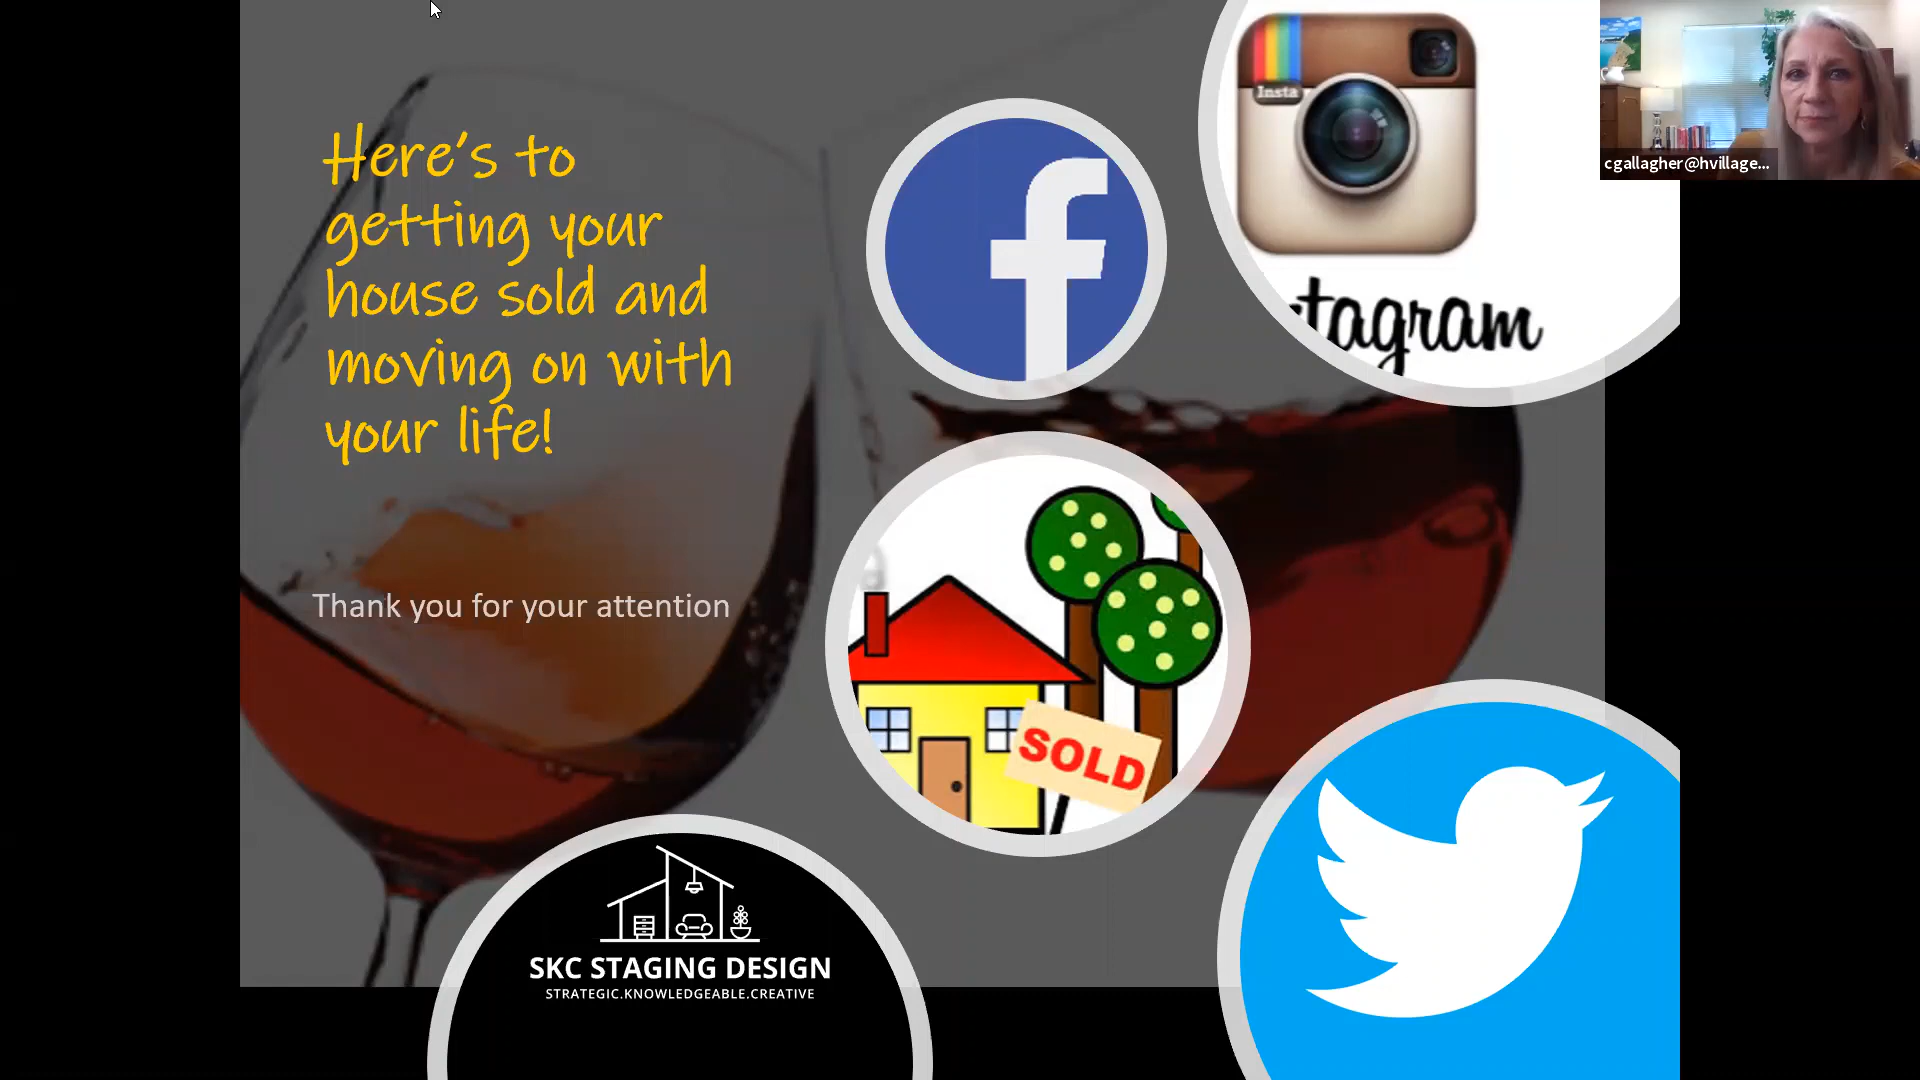 Here's to
getting your
house sold and
moving on with
your life!
Thank you for your attention
Insta
tagram
SOLD
SKC STAGING DESIGN
STRATEGIC.KNOWLEDGEABLE.CREATIVE
cgallagher@hvillage...